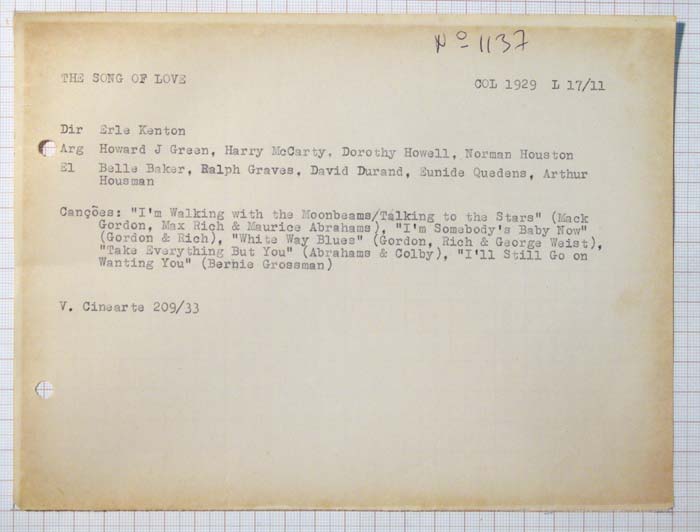 Nº 1137
THE SONG OF LOVE COL 1929 L 17/11
Dir Erle Kenton
Arg Howard J Green, Harry McCarty, Dorothy Howell, Norman Houston
El Belle Baker, Ralph Graves, David Durand, Eunide Quedens, Arthur
Housman
Canções: "I'm Walking with the Moonbeams/Talking to the Stars" (Mack
Gordon, Max Rich & Maurice Abrahams), "I'm Somebody's Baby Now"
(Gordon & Rich), "White Way Blues" (Gordon, Rich & George Weist),
"Take Everything But You" (Abrahams & Colby), "I'll Still Go on
Wanting You" (Bernie Grossman)
V. Cinearte 209/33